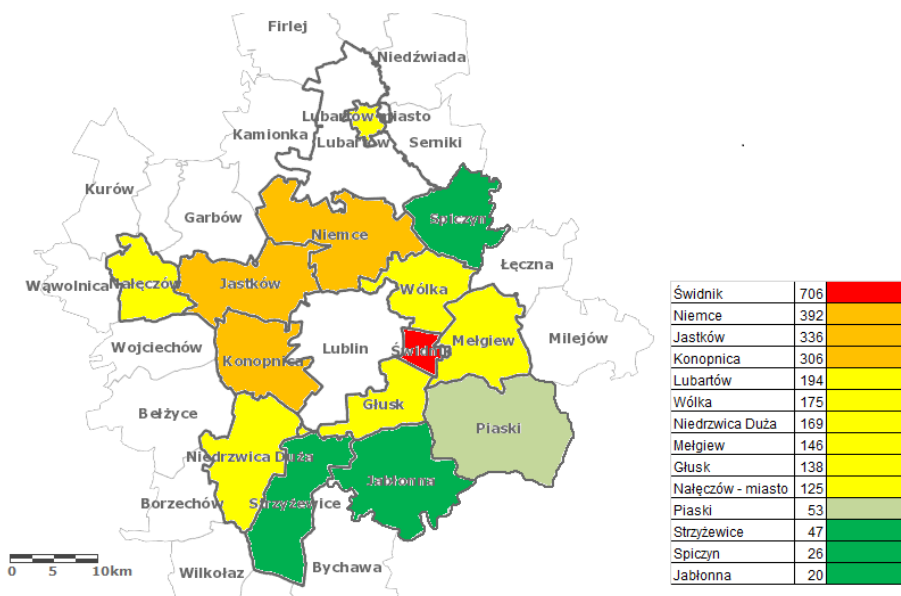 Firlej
Niedźwiada
Lubartów-miasto
Kamionka
Lubartów
Serniki
Kurów
Garbów
Spiczyn
Niemce
Łęczna
Wąwolnica
Nałęczów
Jastków
Wólka
Wojciechów
Konopnica
Lublin
Świdnik
Mełgiew
Milejów
Bełżyce
Głusk
Piaski
Niedrzwica Duża
Jabłonna
Borzechów
Strzyżewice
Wilkołaz
Bychawa
0 5 10km
Świdnik 706
Niemce 392
Jastków 336
Konopnica 306
Lubartów 194
Wólka 175
Niedrzwica Duża 169
Mełgiew 146
Głusk 138
Nałęczów - miasto 125
Piaski 53
Strzyżewice 47
Spiczyn 26
Jabłonna 20